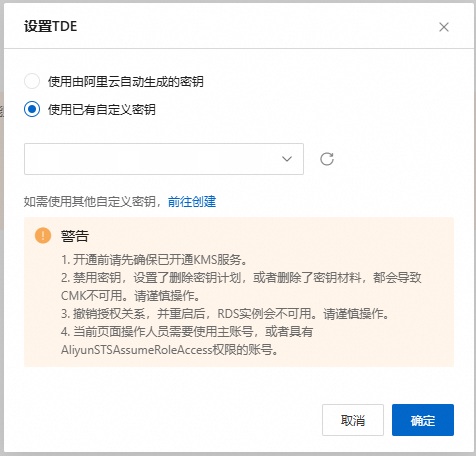 设置TDE
使用由阿里云自动生成的密钥
使用已有自定义密钥
如需使用其他自定义密钥，前往创建
警告
1. 开通前请先确保已开通KMS服务。
2. 禁用密钥，设置了删除密钥计划，或者删除了密钥材料，都会导致
CMK不可用。请谨慎操作。
3. 撤销授权关系，并重启后，RDS实例会不可用。请谨慎操作。
4. 当前页面操作人员需要使用主账号，或者具有
AliyunSTSAssumeRoleAccess权限的账号。
取消
确定